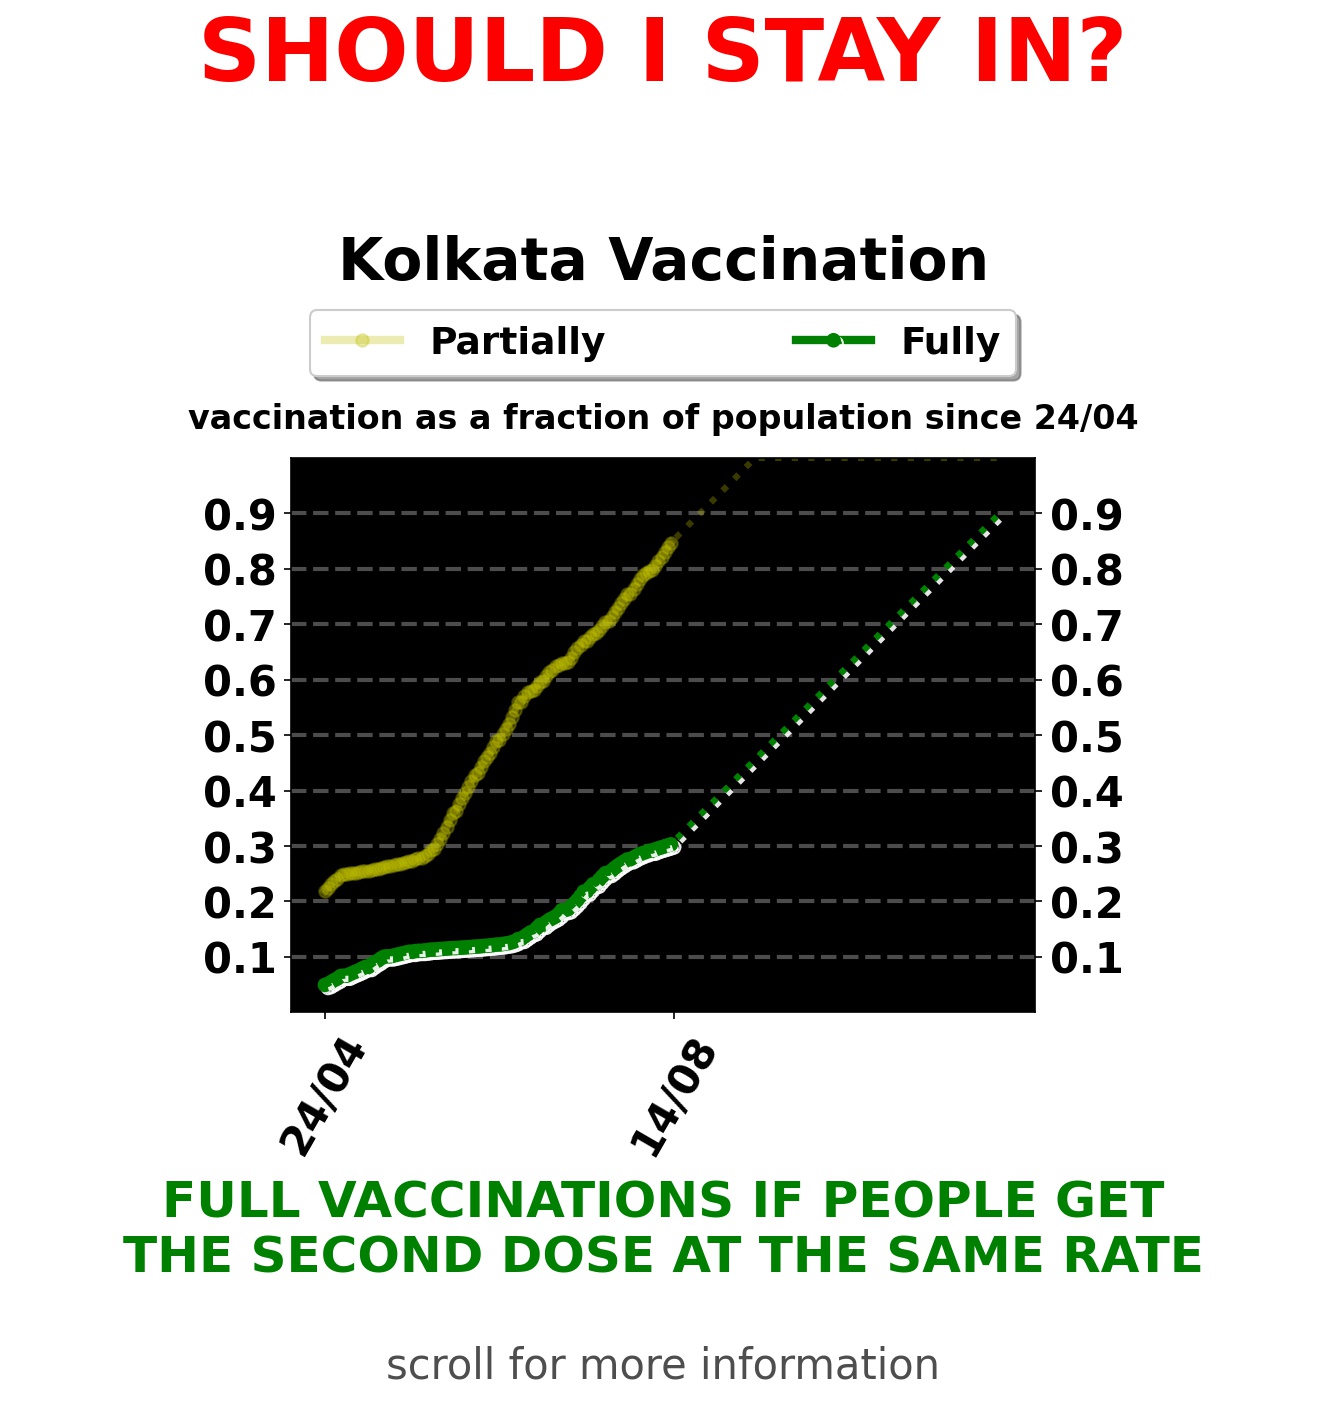 SHOULD I STAY IN?
Kolkata Vaccination
Partially Fully
vaccination as a fraction of population since 24/04
0.9 0.9
0.8 0.8
0.7 0.7
0.6 0.6
0.5 0.5
0.4 0.4
0.3 0.3
0.2 0.2
0.1 0.1
24/04 14/08
FULL VACCINATIONS IF PEOPLE GET
THE SECOND DOSE AT THE SAME RATE
scroll for more information